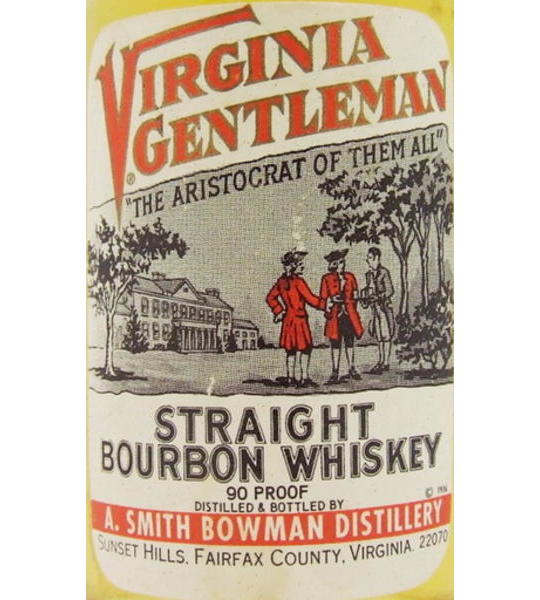 VIRGINIA
GENTLEMAN
®
"THE ARISTOCRAT OF THEM ALL"
STRAIGHT
BOURBON WHISKEY
90 PROOF
DISTILLED & BOTTLED BY
©
A. SMITH BOWMAN DISTILLERY
SUNSET HILLS, FAIRFAX COUNTY, VIRGINIA. 22070